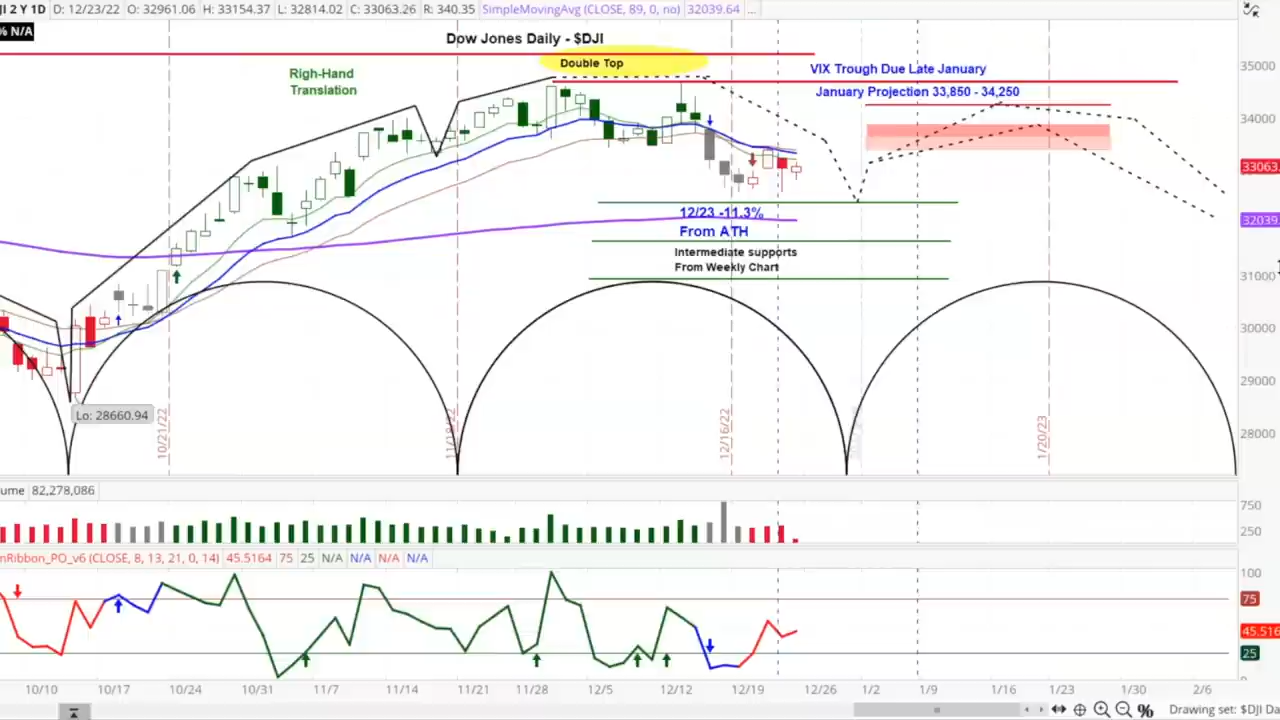 JI 2 Y 1D D: 12/23/22 O: 32961.06 H: 33154.37 L: 32814.02 C: 33063.26 R: 340.35 SimpleMovingAvg (CLOSE, 89, 0, no) 32039.64 ...
% N/A
Dow Jones Daily - $DJI
Double Top
Righ-Hand
Translation
VIX Trough Due Late January
January Projection 33,850 - 34,250
35000
34000
33063.
32039.
31000
30000
29000
28000
12/23 -11.3%
From ATH
Intermediate supports
From Weekly Chart
Lo: 28660.94
10/21/22
11/18/22
12/16/22
1/20/23
ume 82,278,086
750
250
nRibbon_PO_v6 (CLOSE, 8, 13, 21, 0, 14) 45.5164 75 25 N/A N/A N/A N/A
100
75
45.516
25
0
10/10 10/17 10/24 10/31 11/7 11/14 11/21 11/28 12/5 12/12 12/19 12/26 1/2 1/9 1/16 1/23 1/30 2/6
% Drawing set: $DJI Da